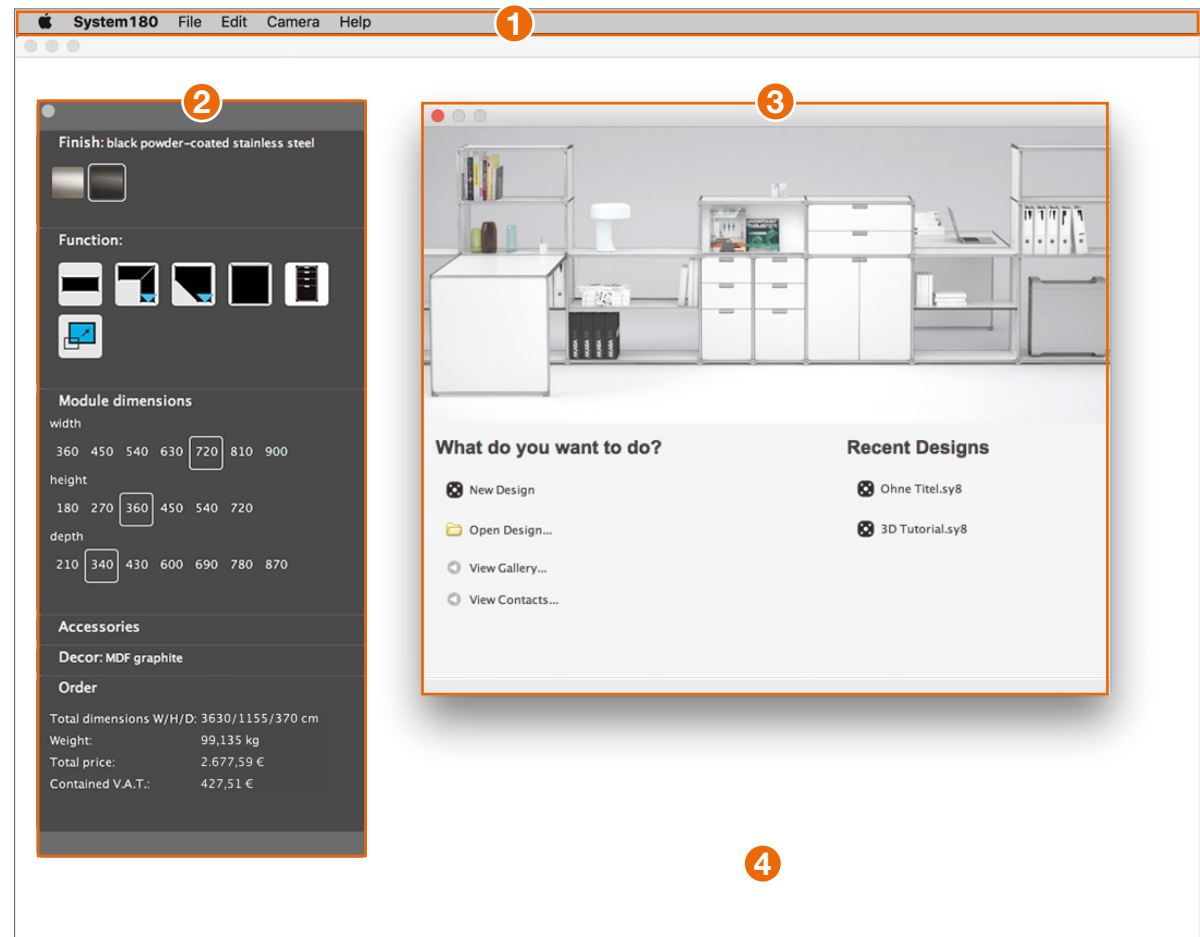 System180 File Edit Camera Help
1
2
Finish: black powder-coated stainless steel
Function:
Module dimensions
width
360 450 540 630 720 810 900
height
180 270 360 450 540 720
depth
210 340 430 600 690 780 870
Accessories
Decor: MDF graphite
Order
Total dimensions W/H/D: 3630/1155/370 cm
Weight: 99,135 kg
Total price: 2.677,59 €
Contained V.A.T.: 427,51 €
3
What do you want to do?
New Design
Open Design...
View Gallery...
View Contacts...
Recent Designs
Ohne Titel.sy8
3D Tutorial.sy8
4